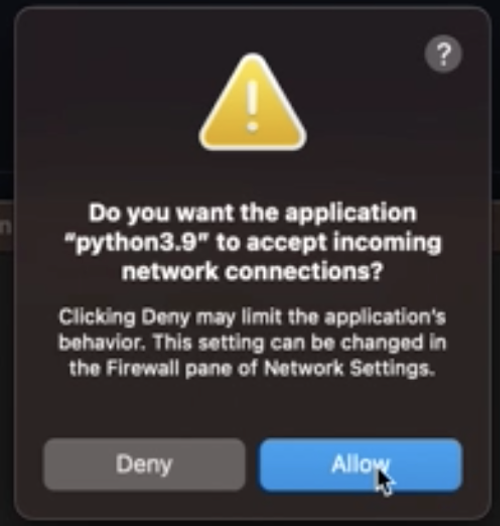 ?
Do you want the application
"python3.9" to accept incoming
network connections?
Clicking Deny may limit the application's
behavior. This setting can be changed in
the Firewall pane of Network Settings.
Deny
Allow